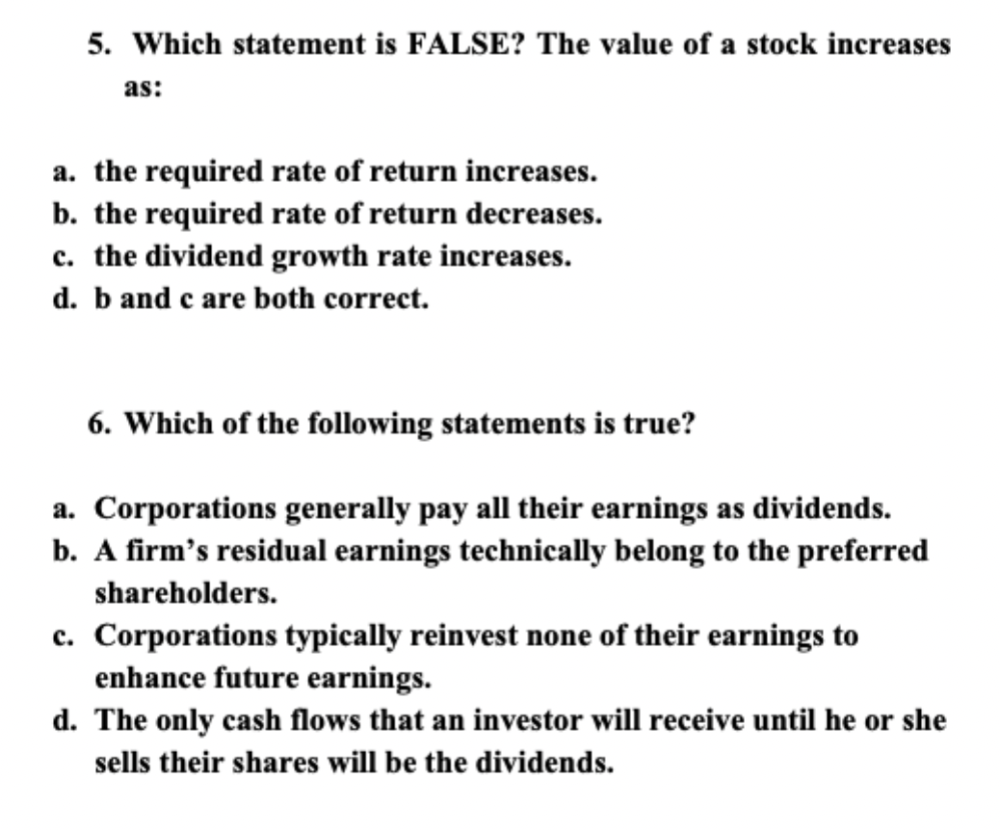 5. Which statement is FALSE? The value of a stock increases
as:
a. the required rate of return increases.
b. the required rate of return decreases.
c. the dividend growth rate increases.
d. b and c are both correct.
6. Which of the following statements is true?
a. Corporations generally pay all their earnings as dividends.
b. A firm’s residual earnings technically belong to the preferred
shareholders.
c. Corporations typically reinvest none of their earnings to
enhance future earnings.
d. The only cash flows that an investor will receive until he or she
sells their shares will be the dividends.